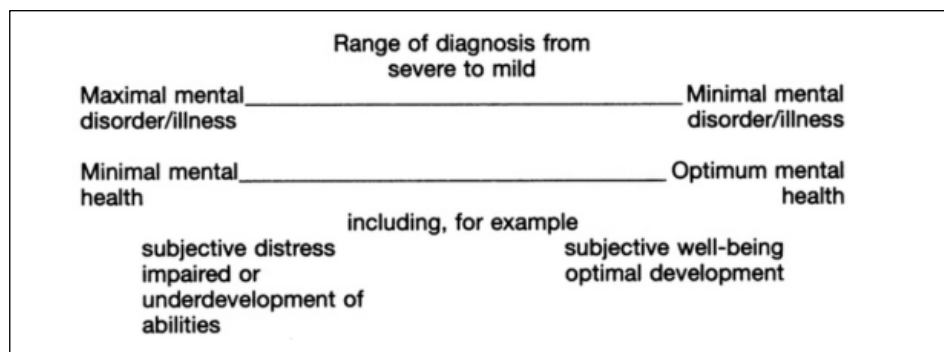 Range of diagnosis from
severe to mild
Maximal mental Minimal mental
disorder/illness disorder/illness
Minimal mental Optimum mental
health health
including, for example
subjective distress subjective well-being
impaired or optimal development
underdevelopment of
abilities